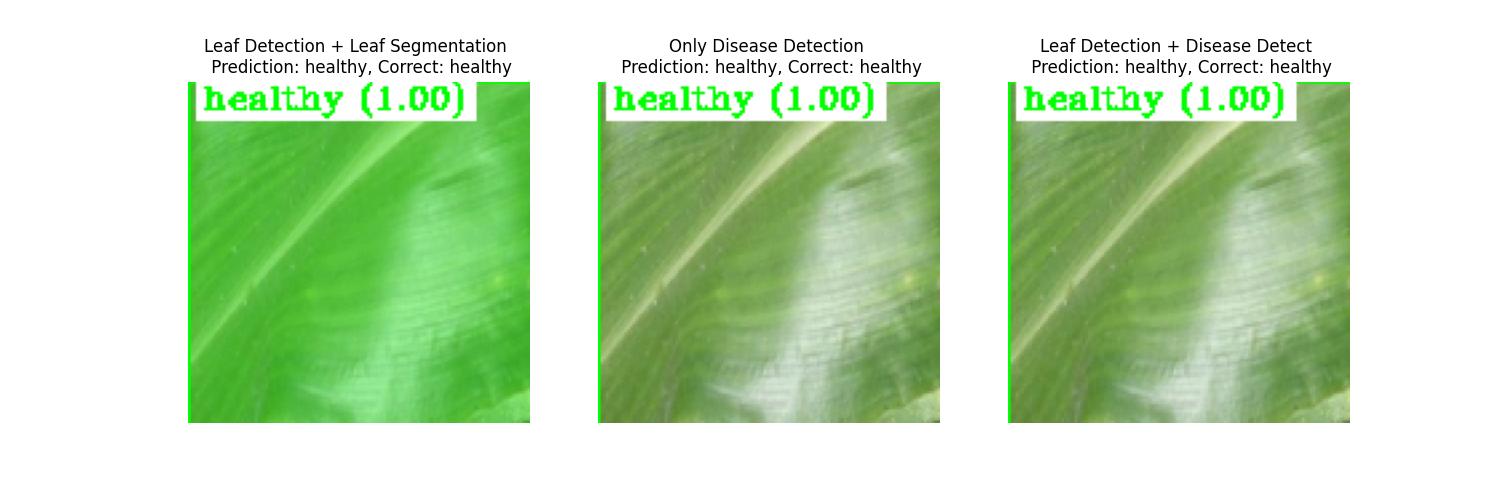 Leaf Detection + Leaf Segmentation
Prediction: healthy, Correct: healthy
healthy (1.00)
Only Disease Detection
Prediction: healthy, Correct: healthy
healthy (1.00)
Leaf Detection + Disease Detect
Prediction: healthy, Correct: healthy
healthy (1.00)